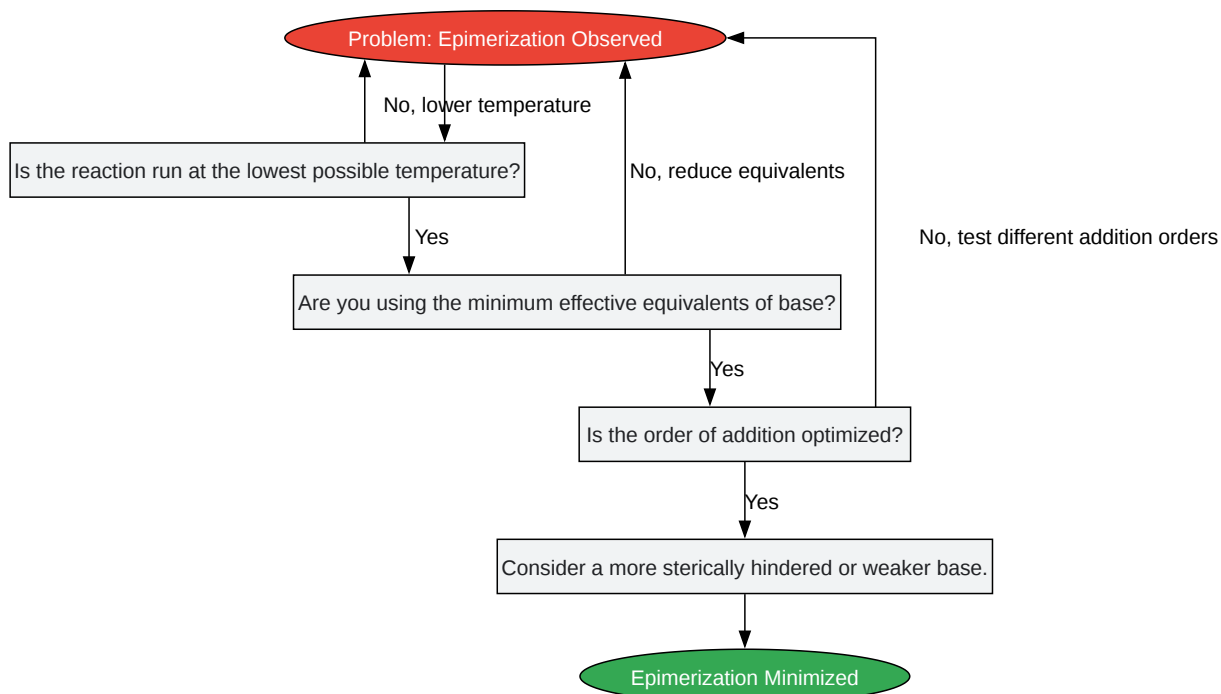 Problem: Epimerization Observed
No, lower temperature
Is the reaction run at the lowest possible temperature?
No, reduce equivalents
Yes
No, test different addition orders
Are you using the minimum effective equivalents of base?
Yes
Is the order of addition optimized?
Yes
Consider a more sterically hindered or weaker base.
Epimerization Minimized